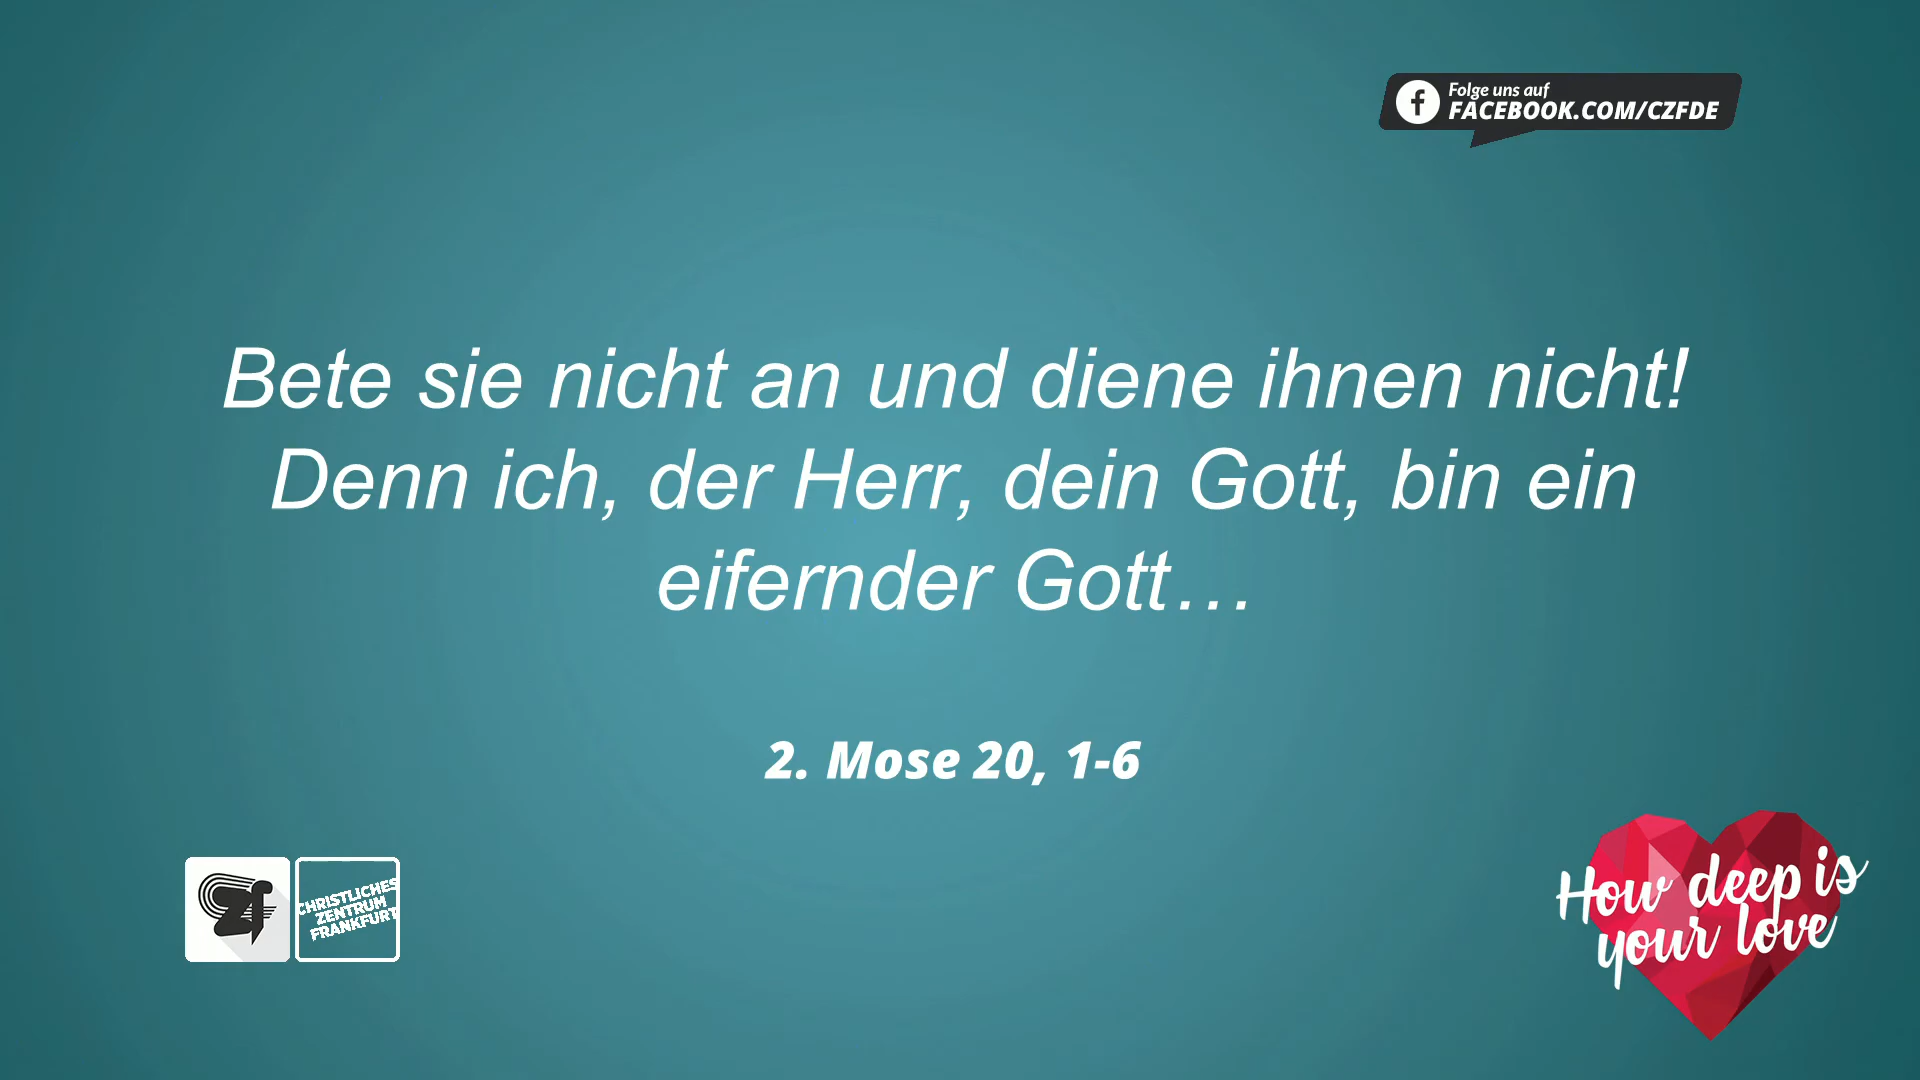 Folge uns auf
FACEBOOK.COM/CZFDE
Bete sie nicht an und diene ihnen nicht!
Denn ich, der Herr, dein Gott, bin ein
eifernder Gott…
2. Mose 20, 1-6
CHRISTLICHES
ZENTRUM
FRANKFURT
How deep is
your love